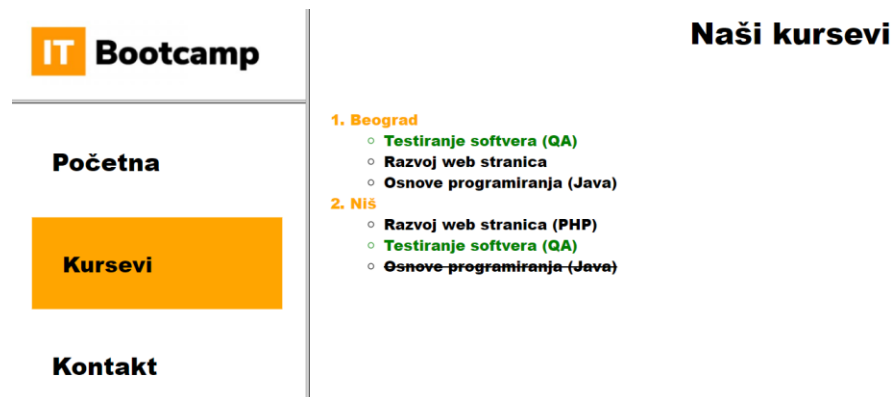 IT Bootcamp
Početna
Kursevi
Kontakt
Naši kursevi
1. Beograd
Testiranje softvera (QA)
Razvoj web stranica
Osnove programiranja (Java)
2. Niš
Razvoj web stranica (PHP)
Testiranje softvera (QA)
Osnove programiranja (Java)